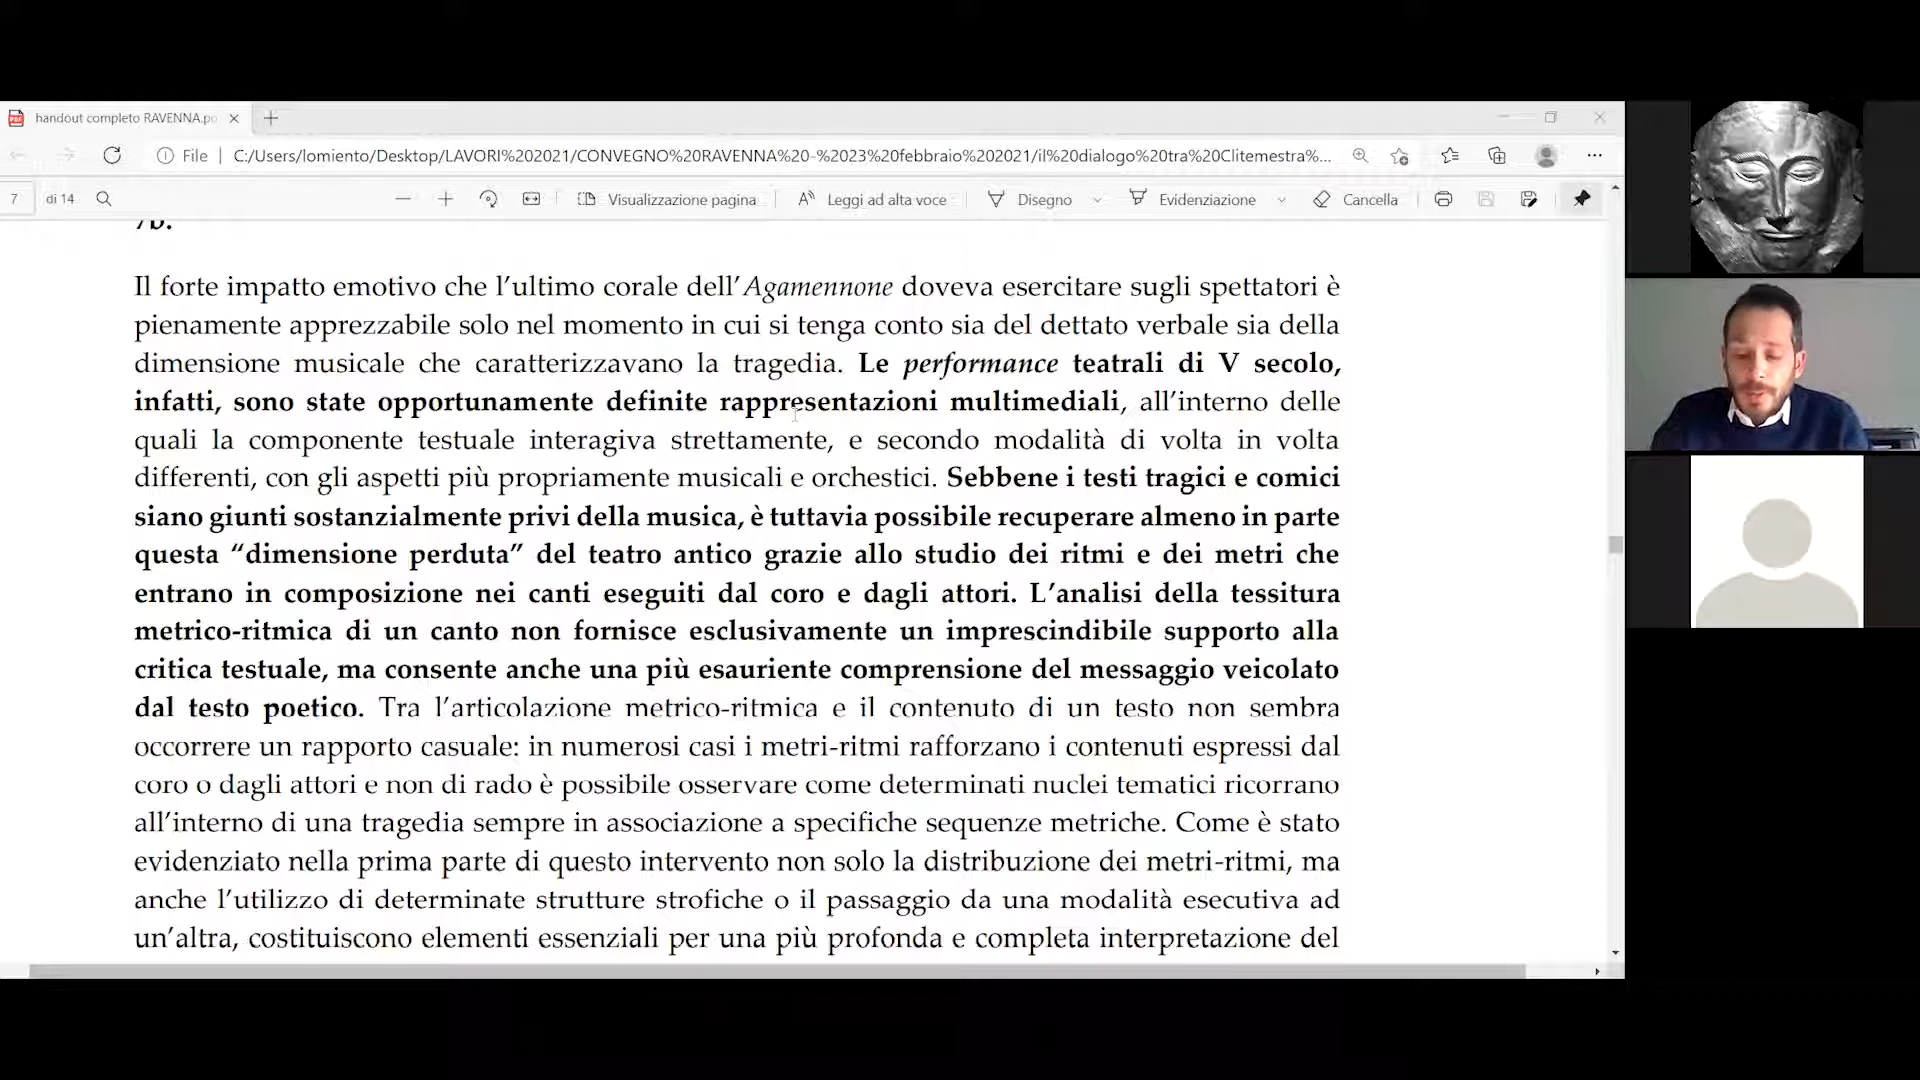 handout completo RAVENNA.po
File
C:/Users/lomiento/Desktop/LAVORI%202021/CONVEGNO%20RAVENNA%20-%2023%20febbraio%202021/il%20dialogo%20tra%20Clitemestra%...
7 di 14
Visualizzazione pagina
Leggi ad alta voce
Disegno
Evidenziazione
Cancella
7b.
Il forte impatto emotivo che l’ultimo corale dell’Agamennone doveva esercitare sugli spettatori è
pienamente apprezzabile solo nel momento in cui si tenga conto sia del dettato verbale sia della
dimensione musicale che caratterizzavano la tragedia. Le performance teatrali di V secolo,
infatti, sono state opportunamente definite rappresentazioni multimediali, all’interno delle
quali la componente testuale interagiva strettamente, e secondo modalità di volta in volta
differenti, con gli aspetti più propriamente musicali e orchestici. Sebbene i testi tragici e comici
siano giunti sostanzialmente privi della musica, è tuttavia possibile recuperare almeno in parte
questa “dimensione perduta” del teatro antico grazie allo studio dei ritmi e dei metri che
entrano in composizione nei canti eseguiti dal coro e dagli attori. L’analisi della tessitura
metrico-ritmica di un canto non fornisce esclusivamente un imprescindibile supporto alla
critica testuale, ma consente anche una più esauriente comprensione del messaggio veicolato
dal testo poetico. Tra l’articolazione metrico-ritmica e il contenuto di un testo non sembra
occorrere un rapporto casuale: in numerosi casi i metri-ritmi rafforzano i contenuti espressi dal
coro o dagli attori e non di rado è possibile osservare come determinati nuclei tematici ricorrano
all’interno di una tragedia sempre in associazione a specifiche sequenze metriche. Come è stato
evidenziato nella prima parte di questo intervento non solo la distribuzione dei metri-ritmi, ma
anche l’utilizzo di determinate strutture strofiche o il passaggio da una modalità esecutiva ad
un’altra, costituiscono elementi essenziali per una più profonda e completa interpretazione del